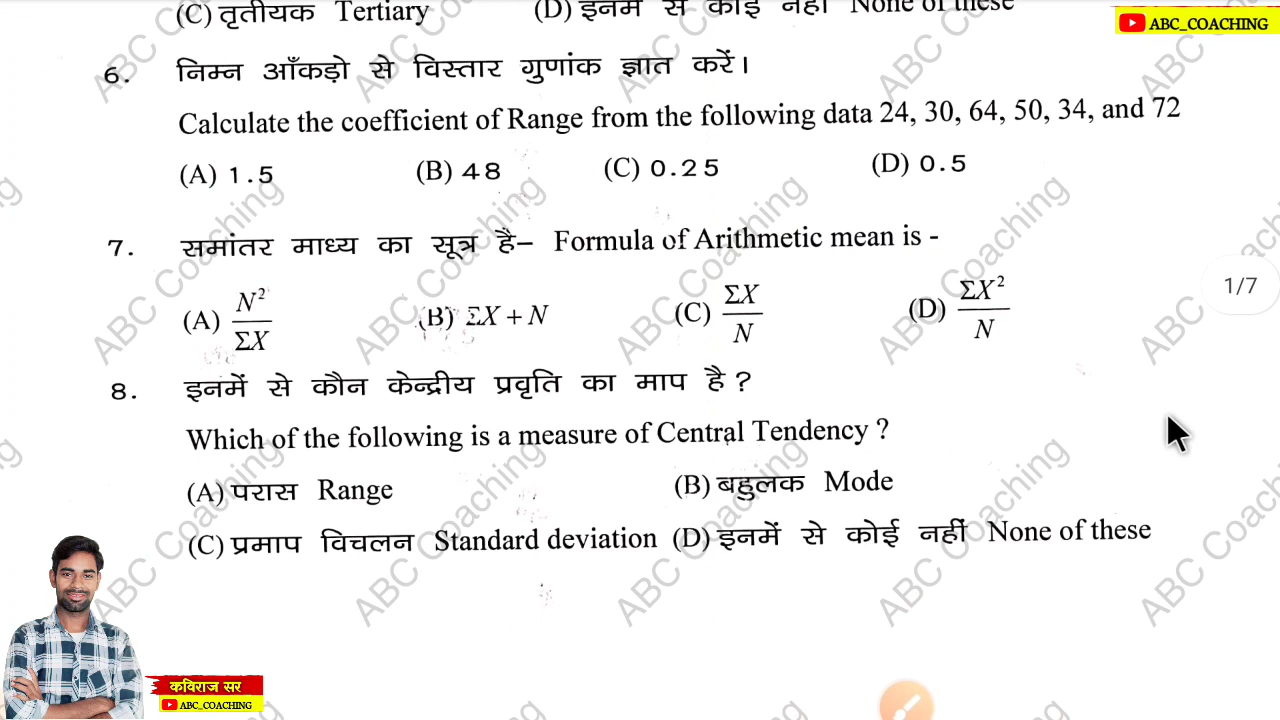 (C) तृतीयक Tertiary (D) इनमें से कोई नहीं None of these
ABC_COACHING
6. निम्न आँकड़ो से विस्तार गुणांक ज्ञात करें।
Calculate the coefficient of Range from the following data 24, 30, 64, 50, 34, and 72
(A) 1.5 (B) 48 (C) 0.25 (D) 0.5
7. समांतर माध्य का सूत्र है– Formula of Arithmetic mean is -
(A) N²/ΣX (B) ΣX + N (C) ΣX/N (D) ΣX²/N
1/7
8. इनमें से कौन केन्द्रीय प्रवृति का माप है ?
Which of the following is a measure of Central Tendency ?
(A) परास Range (B) बहुलक Mode
(C) प्रमाप विचलन Standard deviation (D) इनमें से कोई नहीं None of these
कविराज सर
ABC_COACHING
ABC Coaching